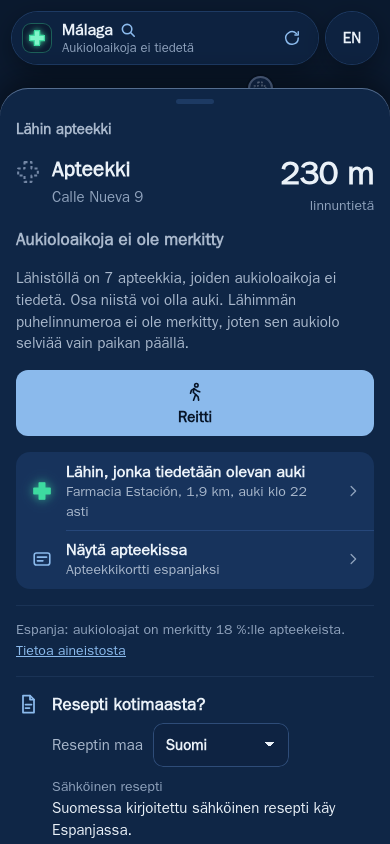 Málaga
Aukioloaikoja ei tiedetä
EN
Lähin apteekki
Apteekki
230 m
Calle Nueva 9
linnuntietä
Aukioloaikoja ei ole merkitty
Lähistöllä on 7 apteekkia, joiden aukioloaikoja ei
tiedetä. Osa niistä voi olla auki. Lähimmän
puhelinnumeroa ei ole merkitty, joten sen aukiolo
selviää vain paikan päällä.
Reitti
Lähin, jonka tiedetään olevan auki
Farmacia Estación, 1,9 km, auki klo 22
asti
Näytä apteekissa
Apteekkikortti espanjaksi
Espanja: aukioloajat on merkitty 18 %:lle apteekeista.
Tietoa aineistosta
Resepti kotimaasta?
Reseptin maa
Suomi
Sähköinen resepti
Suomessa kirjoitettu sähköinen resepti käy
Espanjassa.